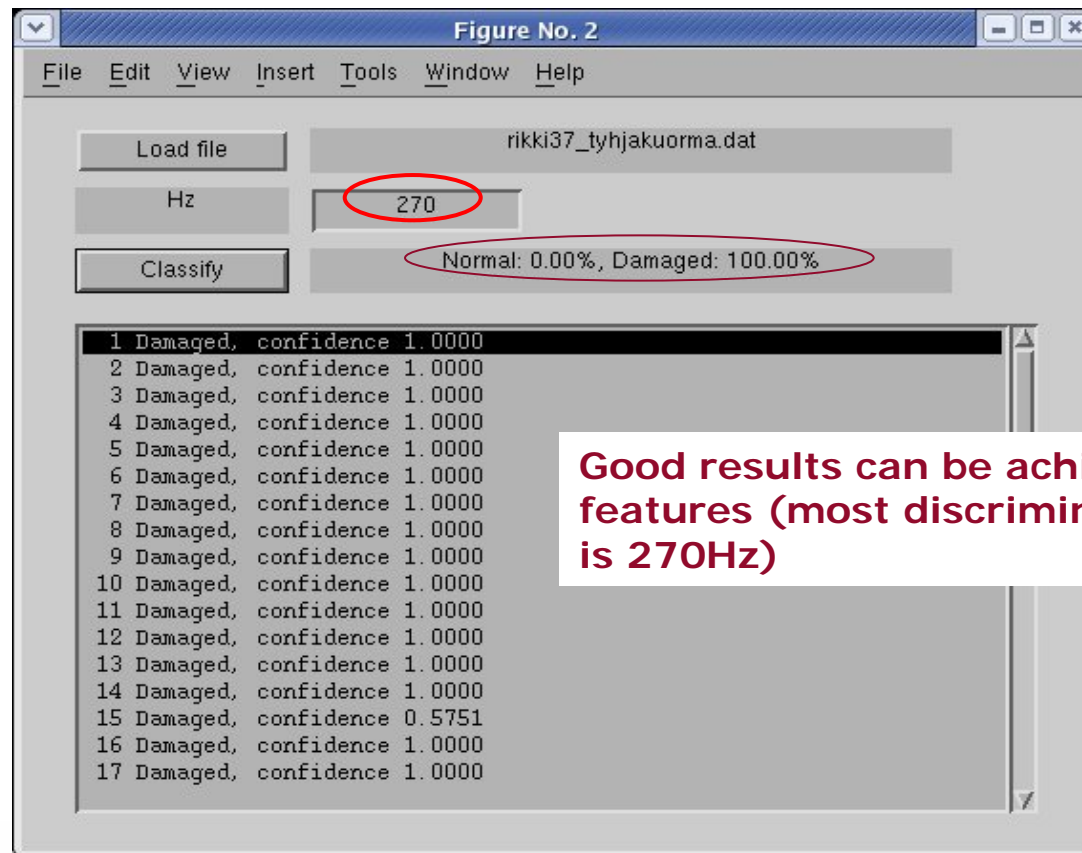 Figure No. 2
File Edit View Insert Tools Window Help
Load file rikki37_tyhjakuorma.dat
Hz 270
Classify Normal: 0.00%, Damaged: 100.00%
1 Damaged, confidence 1.0000
2 Damaged, confidence 1.0000
3 Damaged, confidence 1.0000
4 Damaged, confidence 1.0000
5 Damaged, confidence 1.0000
6 Damaged, confidence 1.0000
7 Damaged, confidence 1.0000
8 Damaged, confidence 1.0000
9 Damaged, confidence 1.0000
10 Damaged, confidence 1.0000
11 Damaged, confidence 1.0000
12 Damaged, confidence 1.0000
13 Damaged, confidence 1.0000
14 Damaged, confidence 1.0000
15 Damaged, confidence 0.5751
16 Damaged, confidence 1.0000
17 Damaged, confidence 1.0000
Good results can be
features (most
is 270Hz)